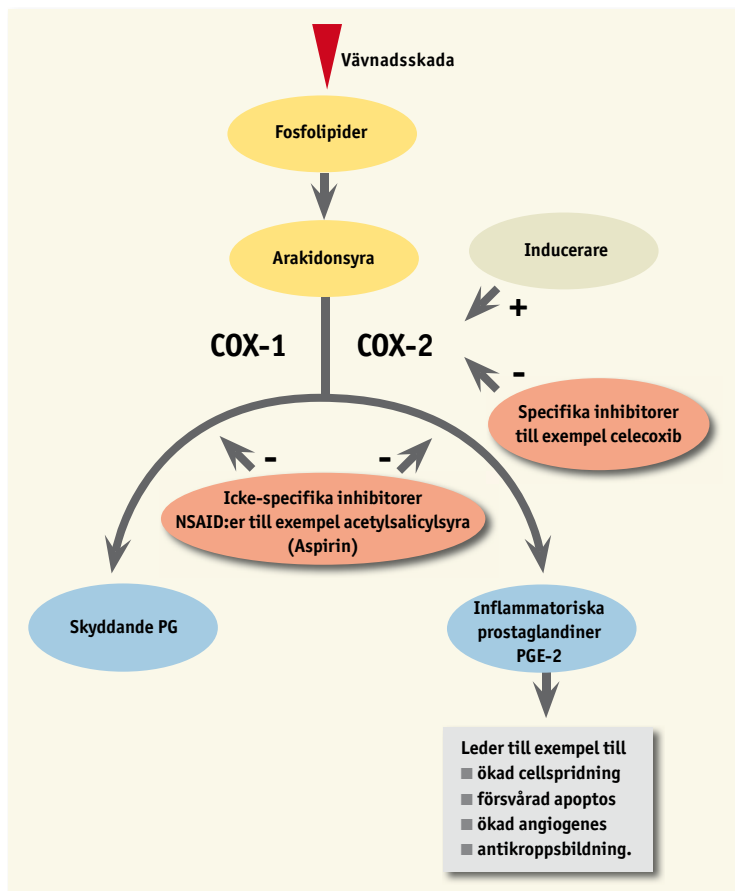 Vävnadsskada
Fosfolipider
Arakidonsyra
Inducerare
+
COX-1
COX-2
-
Specifika inhibitorer
till exempel celecoxib
-
-
Icke-specifika inhibitorer
NSAID:er till exempel acetylsalicylsyra
(Aspirin)
Skyddande PG
Inflammatoriska
prostaglandiner
PGE-2
Leder till exempel till
■ ökad cellspridning
■ försvårad apoptos
■ ökad angiogenes
■ antikroppsbildning.